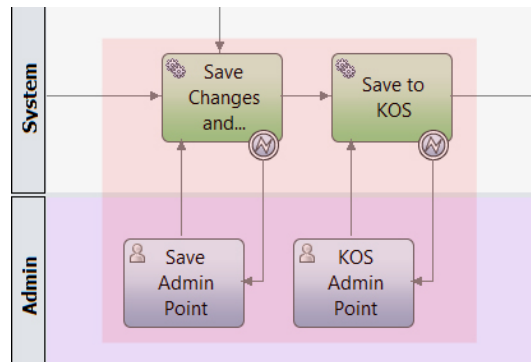 System
Save
Changes
and...
Save to
KOS
Admin
Save
Admin
Point
KOS
Admin
Point